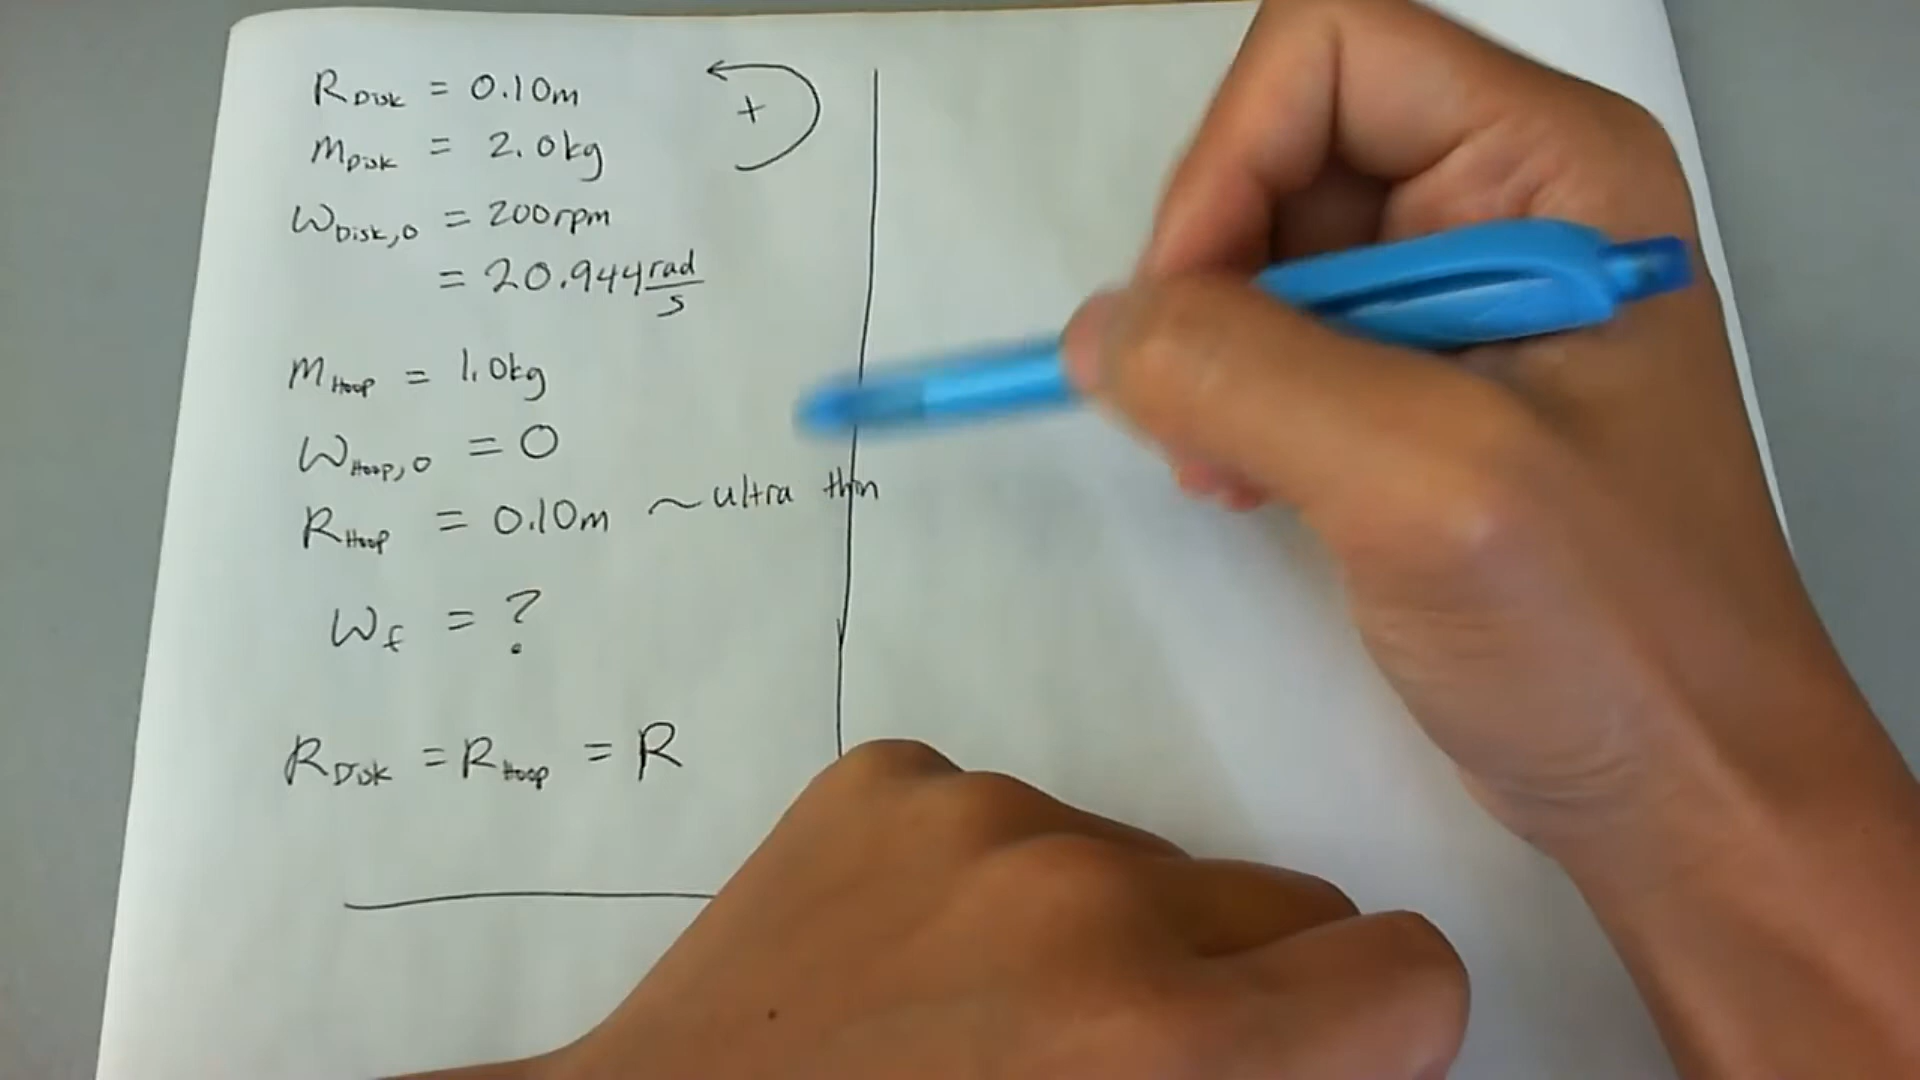 R Disk = 0.10m
+
m Disk = 2.0kg
ω Disk,0 = 200rpm
= 20.944 rad/s
m Hoop = 1.0kg
ω Hoop,0 = 0
R Hoop = 0.10m ~ ultra thin
ω f = ?
R Disk = R Hoop = R